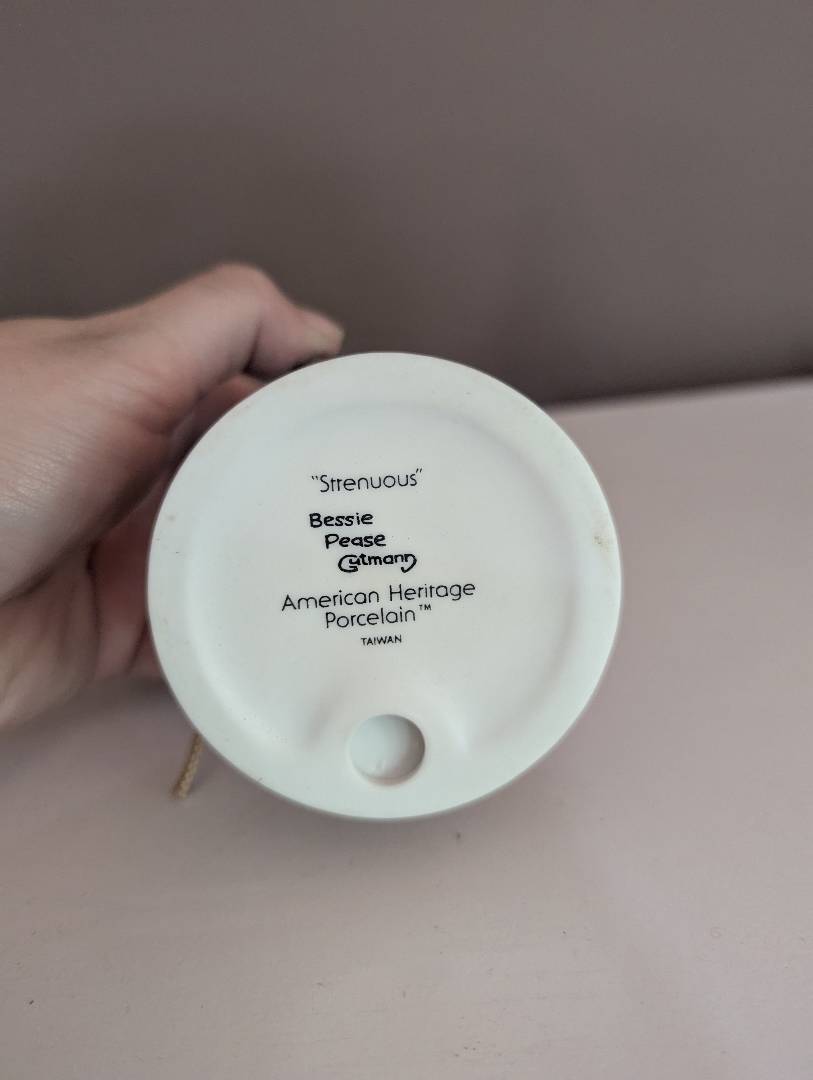 "Strenuous"
Bessie
Pease
Gutmann
American Heritage
Porcelain™
TAIWAN